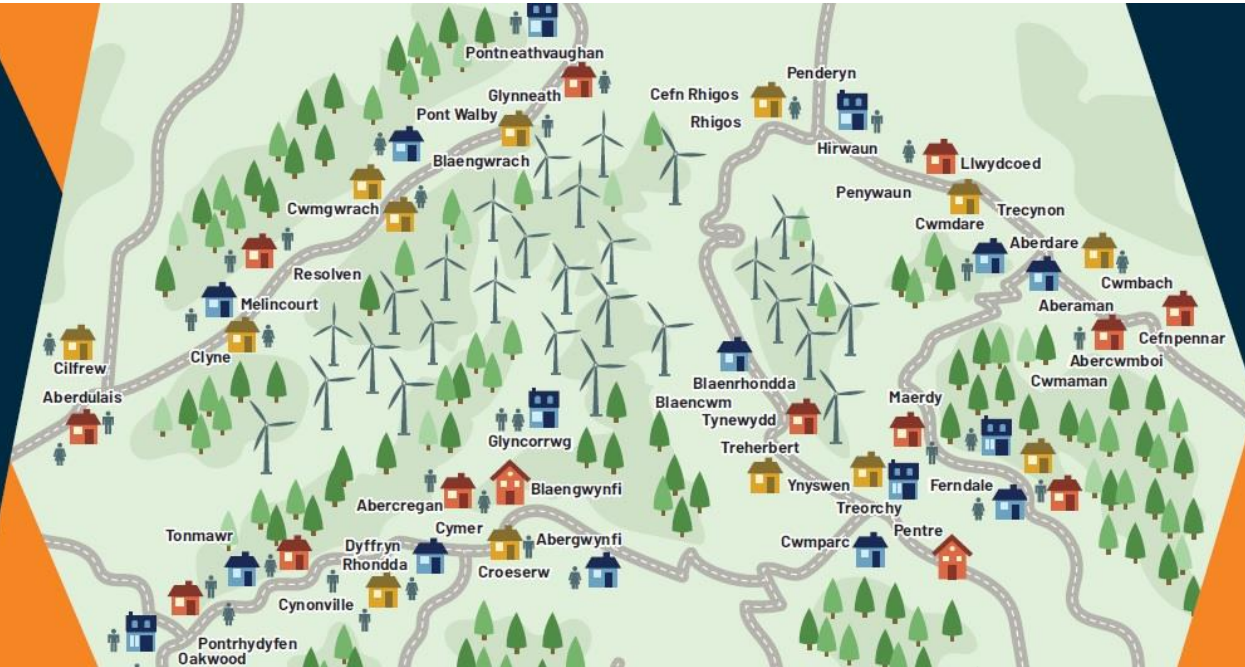 Pontneathvaughan
Glynneath
Pont Walby
Blaengwrach
Cwmgwrach
Resolven
Melincourt
Clyne
Cilfrew
Aberdulais
Penderyn
Cefn Rhigos
Rhigos
Hirwaun
Llwydcoed
Penywaun
Trecynon
Cwmdare
Aberdare
Cwmbach
Aberaman
Cefnpennar
Abercwmboi
Cwmaman
Blaenrhondda
Blaencwm
Maerdy
Tynewydd
Treherbert
Glyncorrwg
Ynyswen
Ferndale
Blaengwynfi
Abercregan
Treorchy
Cymer
Pentre
Tonmawr
Abergwynfi
Cwmparc
Dyffryn
Rhondda
Croeserw
Cynonville
Pontrhydyfen
Oakwood